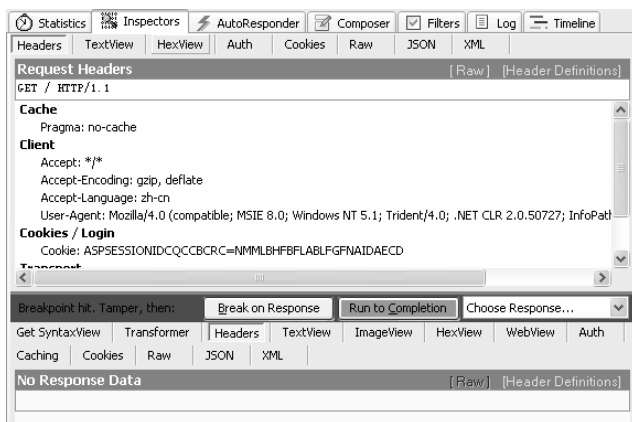 Statistics Inspectors AutoResponder Composer Filters Log Timeline
Headers TextView HexView Auth Cookies Raw JSON XML
Request Headers [Raw] [Header Definitions]
GET / HTTP/1.1
Cache
Pragma: no-cache
Client
Accept: */*
Accept-Encoding: gzip, deflate
Accept-Language: zh-cn
User-Agent: Mozilla/4.0 (compatible; MSIE 8.0; Windows NT 5.1; Trident/4.0; .NET CLR 2.0.50727; InfoPath
Cookies / Login
Cookie: ASPSESSIONIDCQCCBCRC=NMMLBHFBFLABLFGFNAIDAECD
Transport
Breakpoint hit. Tamper, then: Break on Response Run to Completion Choose Response...
Get SyntaxView Transformer Headers TextView ImageView HexView WebView Auth
Caching Cookies Raw JSON XML
No Response Data [Raw] [Header Definitions]